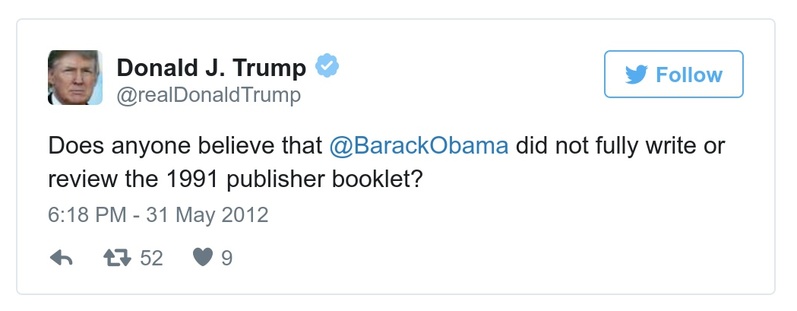 Donald J. Trump
@realDonaldTrump
Follow
Does anyone believe that @BarackObama did not fully write or
review the 1991 publisher booklet?
6:18 PM - 31 May 2012
52 9